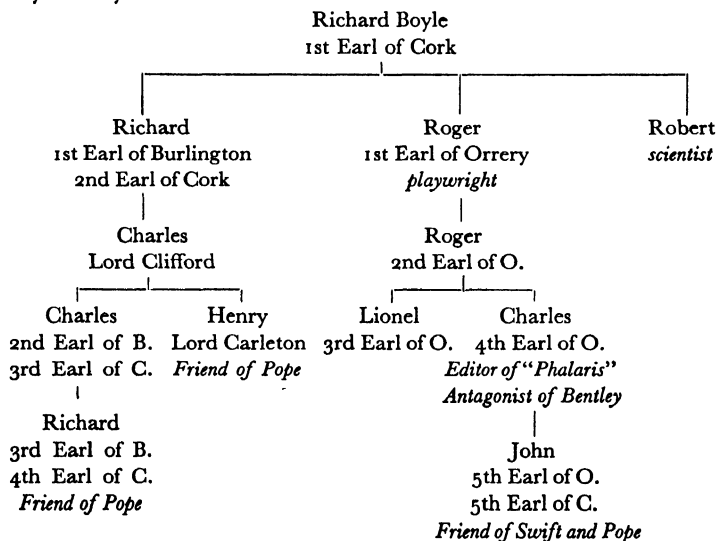 Richard Boyle
1st Earl of Cork
Richard Roger Robert
1st Earl of Burlington 1st Earl of Orrery scientist
2nd Earl of Cork playwright
Charles Roger
Lord Clifford 2nd Earl of O.
Charles Henry Lionel Charles
2nd Earl of B. Lord Carleton 3rd Earl of O. 4th Earl of O.
3rd Earl of C. Friend of Pope Editor of "Phalaris"
Antagonist of Bentley
Richard
3rd Earl of B. John
4th Earl of C. 5th Earl of O.
Friend of Pope 5th Earl of C.
Friend of Swift and Pope